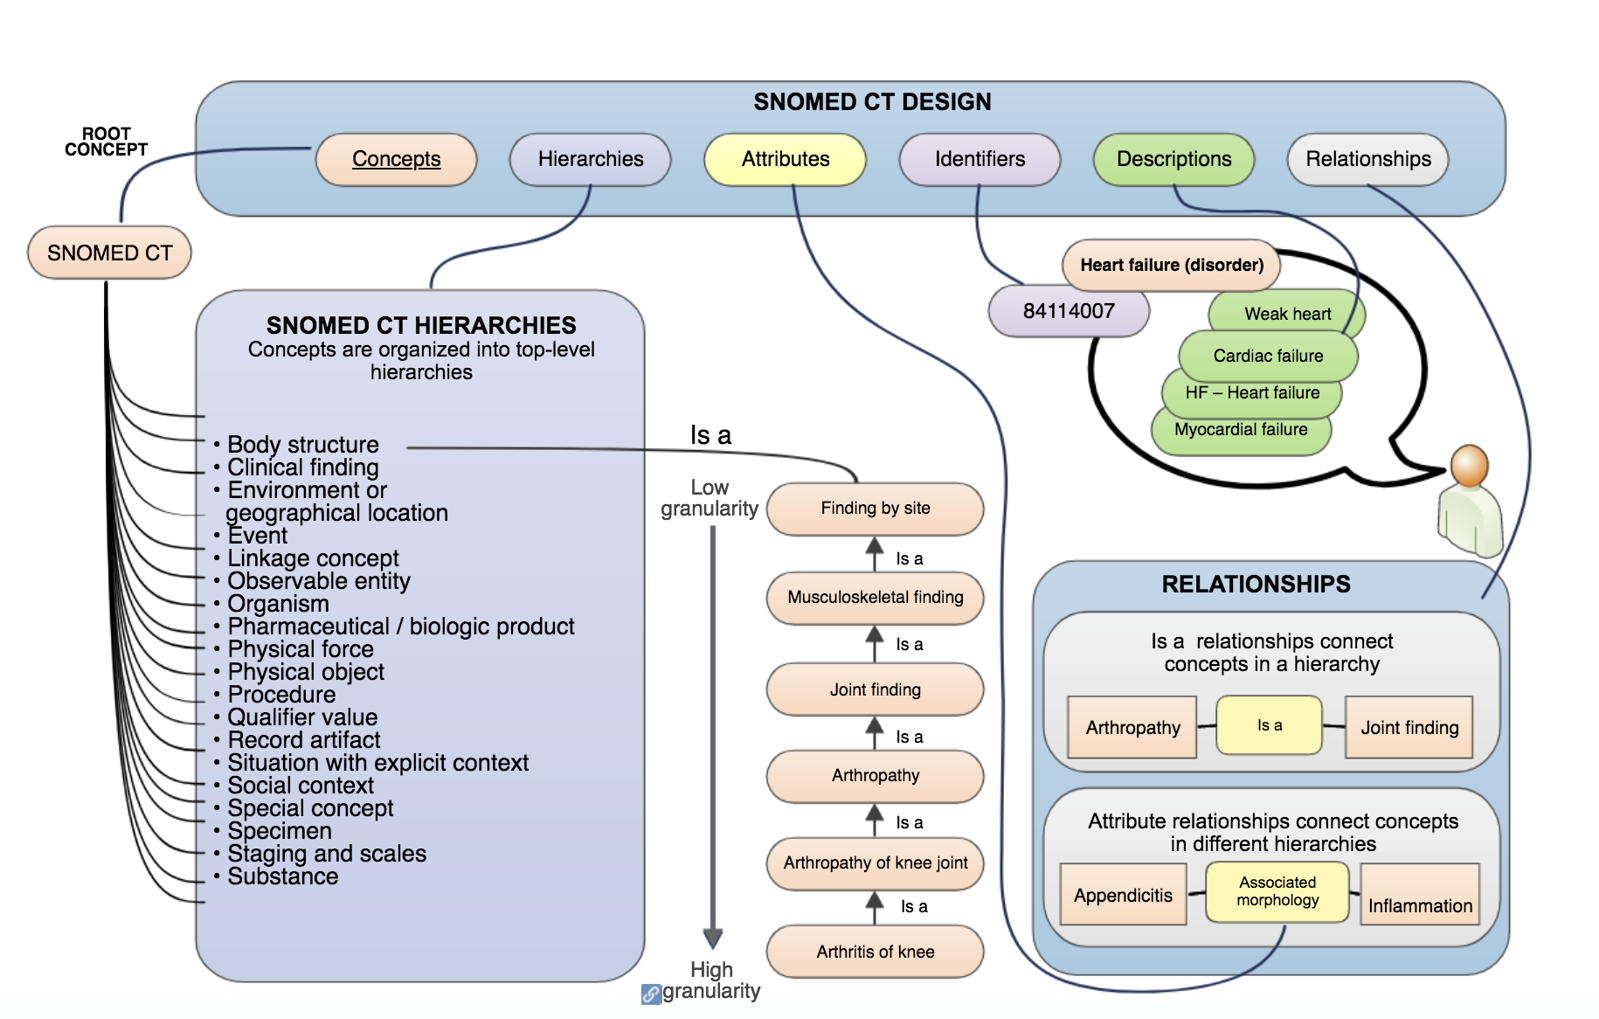 SNOMED CT DESIGN
ROOT
CONCEPT
Concepts
Hierarchies
Attributes
Identifiers
Descriptions
Relationships
SNOMED CT
SNOMED CT HIERARCHIES
Concepts are organized into top-level
hierarchies
• Body structure
• Clinical finding
• Environment or
geographical location
• Event
• Linkage concept
• Observable entity
• Organism
• Pharmaceutical / biologic product
• Physical force
• Physical object
• Procedure
• Qualifier value
• Record artifact
• Situation with explicit context
• Social context
• Special concept
• Specimen
• Staging and scales
• Substance
Is a
Low
granularity
High
granularity
Finding by site
Is a
Musculoskeletal finding
Is a
Joint finding
Is a
Arthropathy
Is a
Arthropathy of knee joint
Is a
Arthritis of knee
Heart failure (disorder)
84114007
Weak heart
Cardiac failure
HF – Heart failure
Myocardial failure
RELATIONSHIPS
Is a relationships connect
concepts in a hierarchy
Arthropathy
Is a
Joint finding
Attribute relationships connect concepts
in different hierarchies
Appendicitis
Associated
morphology
Inflammation